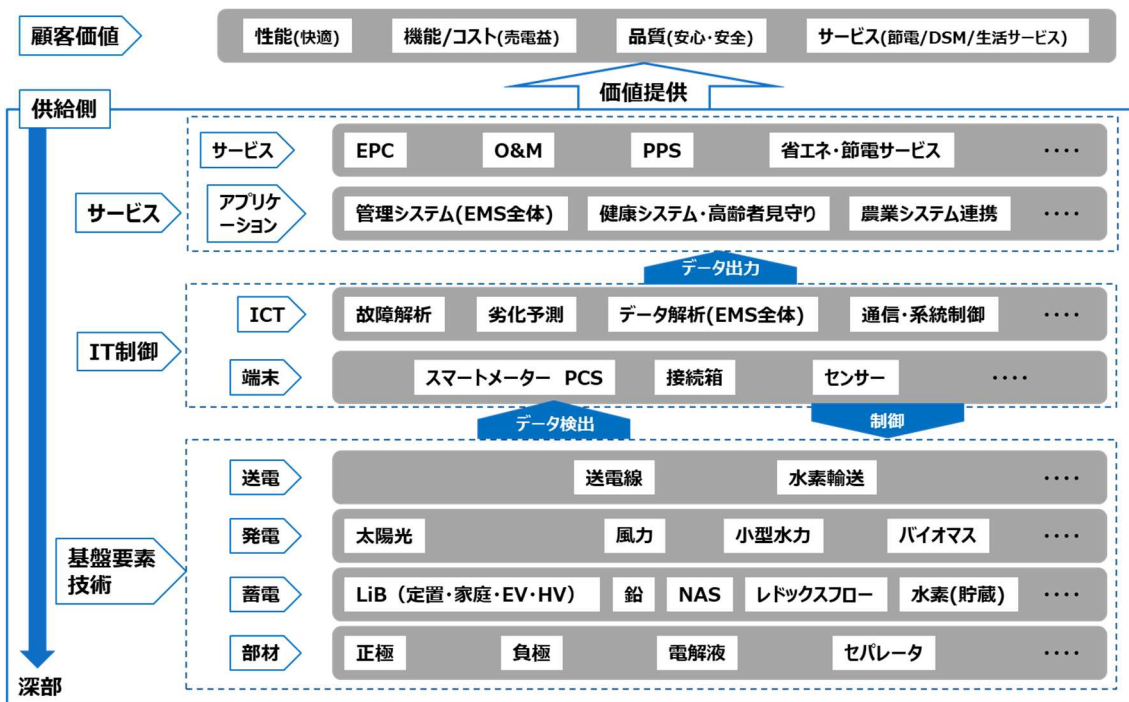 顧客価値
性能(快適) 機能/コスト(売電益) 品質(安心・安全) サービス(節電/DSM/生活サービス)
価値提供
供給側
サービス
サービス
EPC O&M PPS 省エネ・節電サービス ････
アプリケ
ーション
管理システム(EMS全体) 健康システム・高齢者見守り 農業システム連携 ････
データ出力
IT制御
ICT
故障解析 劣化予測 データ解析(EMS全体) 通信・系統制御 ････
端末
スマートメーター PCS 接続箱 センサー ････
データ検出
制御
基盤要素
技術
送電
送電線 水素輸送 ････
発電
太陽光 風力 小型水力 バイオマス ････
蓄電
LiB（定置・家庭・EV・HV） 鉛 NAS レドックスフロー 水素(貯蔵) ････
部材
正極 負極 電解液 セパレータ ････
深部